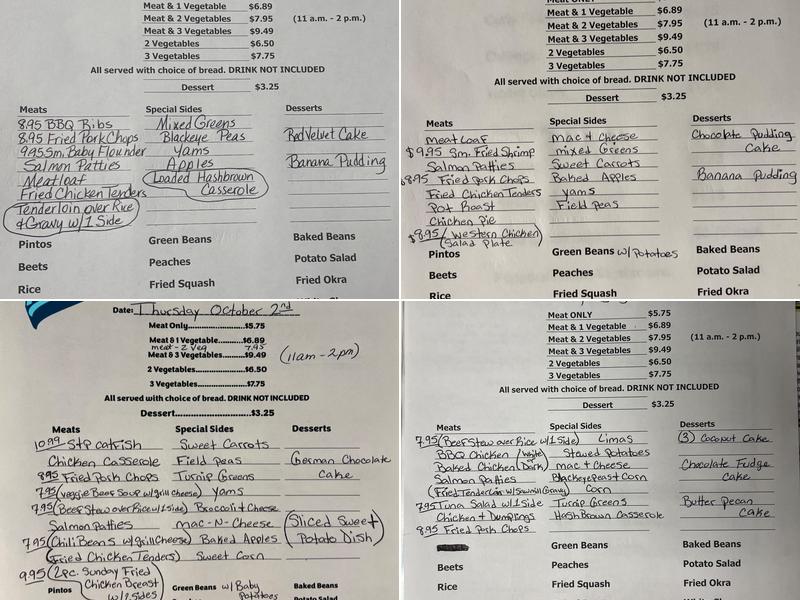 Meat & 1 Vegetable $6.89
Meat & 2 Vegetable $7.95 (11 a.m. - 2 p.m.)
Meat & 3 Vegetables $9.49
2 Vegetables $6.50
3 Vegetables $7.75
All served with choice of bread. DRINK NOT INCLUDED
Dessert $3.25
Meats Special Sides Desserts
8.95 BBQ Ribs Mixed Greens
8.95 Fried Pork Chops Blackeye Peas Red Velvet Cake
9.95 Sm. Baby Flounder Yams
Salmon Patties Apples Banana Pudding
Meatloaf Loaded Hashbrown
Fried Chicken Tenders Casserole
Tenderloin over Rice
+ Gravy w/ 1 Side
Pintos Green Beans Baked Beans
Beets Peaches Potato Salad
Rice Fried Squash Fried Okra
Meat & 1 Vegetable $6.89
Meat & 2 Vegetable $7.95 (11 a.m. - 2 p.m.)
Meat & 3 Vegetables $9.49
2 Vegetables $6.50
3 Vegetables $7.75
All served with choice of bread. DRINK NOT INCLUDED
Dessert $3.25
Meats Special Sides Desserts
Meat Loaf mac + Cheese Chocolate Pudding
$9.95 Sm. Fried Shrimp mixed Greens Cake
Salmon Patties Sweet Carrots
$8.95 Fried Pork Chops Baked Apples Banana Pudding
Fried Chicken Tenders yams
Pot Roast Field Peas
Chicken Pie
$8.95 (Western Chicken
Salad Plate)
Pintos Green Beans w/ Potatoes Baked Beans
Beets Peaches Potato Salad
Rice Fried Squash Fried Okra
Date: Thursday October 2nd
Meat Only $5.75
Meat & 1 Vegetable $6.89
meat - 2 Veg 7.95
Meat & 3 Vegetables $9.49 (11am - 2pm)
2 Vegetables $6.50
3 Vegetables $7.75
All served with choice of bread. DRINK NOT INCLUDED
Dessert $3.25
Meats Special Sides Desserts
10.99 S+P Catfish Sweet Carrots
Chicken Casserole Field Peas German Chocolate
8.95 Fried Pork Chops Turnip Greens Cake
7.95 (Veggie Beef Soup w/ grill cheese) Yams
7.95 (Beef Stew over Rice w/ 1 Side) Broccoli + Cheese
Salmon Patties mac-N-Cheese (Sliced Sweet
7.95 (Chili Beans w/ grill Cheese) Baked Apples Potato Dish)
(Fried Chicken Tenders) Sweet Corn
9.95 (2pc. Sunday Fried
Chicken Breast
w/ 1 Sides
Pintos Green Beans w/ Baby Potatoes Baked Beans
Meat ONLY $5.75
Meat & 1 Vegetable $6.89
Meat & 2 Vegetables $7.95 (11 a.m. - 2 p.m.)
Meat & 3 Vegetables $9.49
2 Vegetables $6.50
3 Vegetables $7.75
All served with choice of bread. DRINK NOT INCLUDED
Dessert $3.25
Meats Special Sides Desserts
7.95 (Beef Stew over Rice w/ 1 Side) Limas (3) Coconut Cake
BBQ Chicken (White) Stewed Potatoes
Baked Chicken (Dark) mac + Cheese Chocolate Fudge
Salmon Patties Blackeypeas + Corn Cake
(Fried Tenderloin w/ Sawmill Gravy) Corn
7.95 Tuna Salad w/ 1 Side Turnip Greens Butter Pecan
Chicken + Dumplings Hash Brown Casserole Cake
8.95 Fried Pork Chops
Green Beans Baked Beans
Beets Peaches Potato Salad
Rice Fried Squash Fried Okra